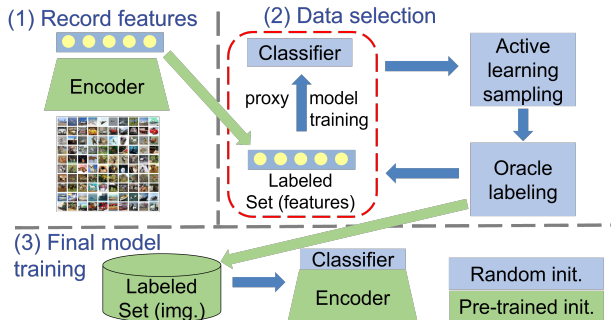 (1) Record features
Encoder
(2) Data selection
Classifier
proxy model
training
Labeled
Set (features)
Active
learning
sampling
Oracle
labeling
(3) Final model
training
Labeled
Set (img.)
Classifier
Encoder
Random init.
Pre-trained init.